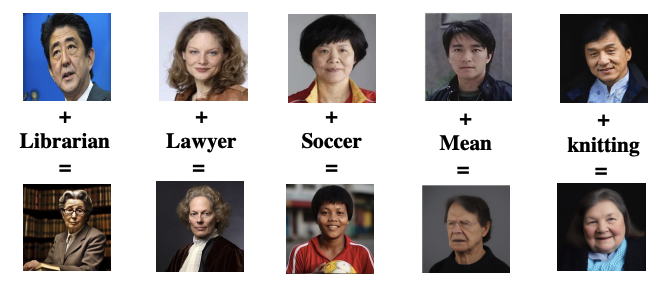 + + + + +
Librarian Lawyer Soccer Mean knitting
= = = = =